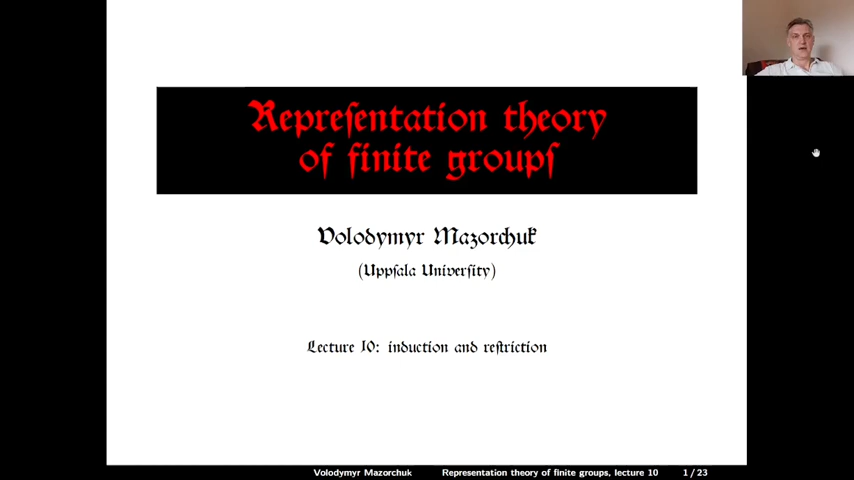 Repreſentation theory
of finite groupſ
Volodymyr Mazorchuk
(Uppſala Univerſity)
Lecture 10: induction and reſtriction
Volodymyr Mazorchuk Representation theory of finite groups, lecture 10 1 / 23